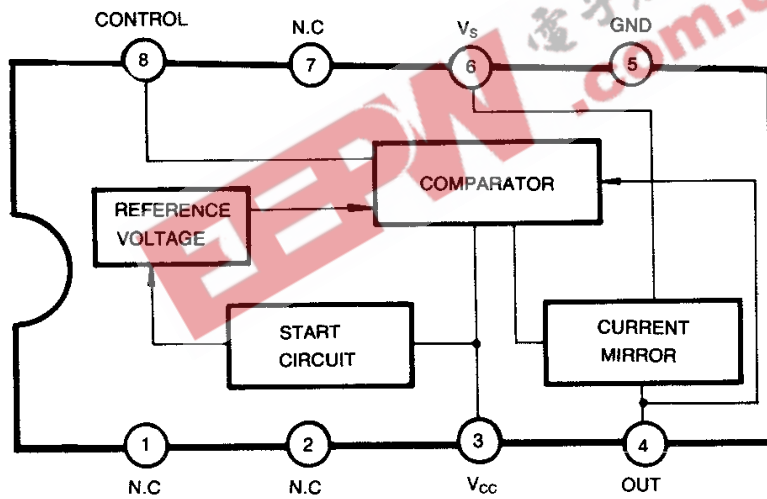 CONTROL
N.C
VS
GND
8
7
6
5
COMPARATOR
REFERENCE
VOLTAGE
START
CIRCUIT
CURRENT
MIRROR
1
2
3
4
N.C
N.C
VCC
OUT
EEPW
.com.c